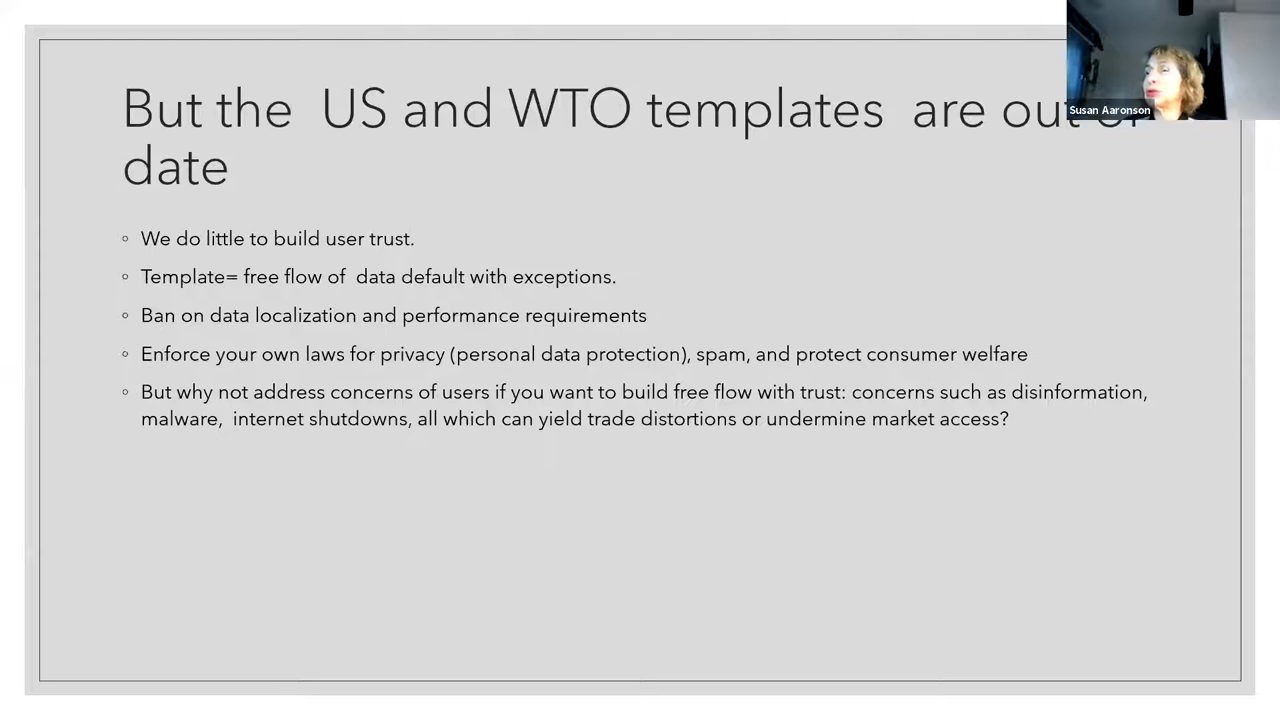 But the US and WTO templates are out of
date
We do little to build user trust.
Template= free flow of data default with exceptions.
Ban on data localization and performance requirements
Enforce your own laws for privacy (personal data protection), spam, and protect consumer welfare
But why not address concerns of users if you want to build free flow with trust: concerns such as disinformation,
malware, internet shutdowns, all which can yield trade distortions or undermine market access?
Susan Aaronson